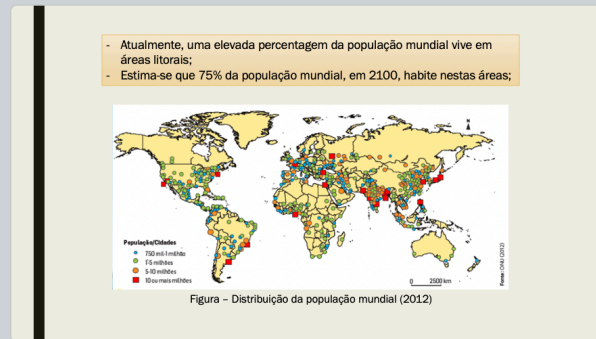 - Atualmente, uma elevada percentagem da população mundial vive em
áreas litorais;
- Estima-se que 75% da população mundial, em 2100, habite nestas áreas;
N
População/Cidades
750 mil-1 milhão
1-5 milhões
5-10 milhões
10 ou mais milhões
0 2500 km
Fonte: ONU (2012)
Figura – Distribuição da população mundial (2012)